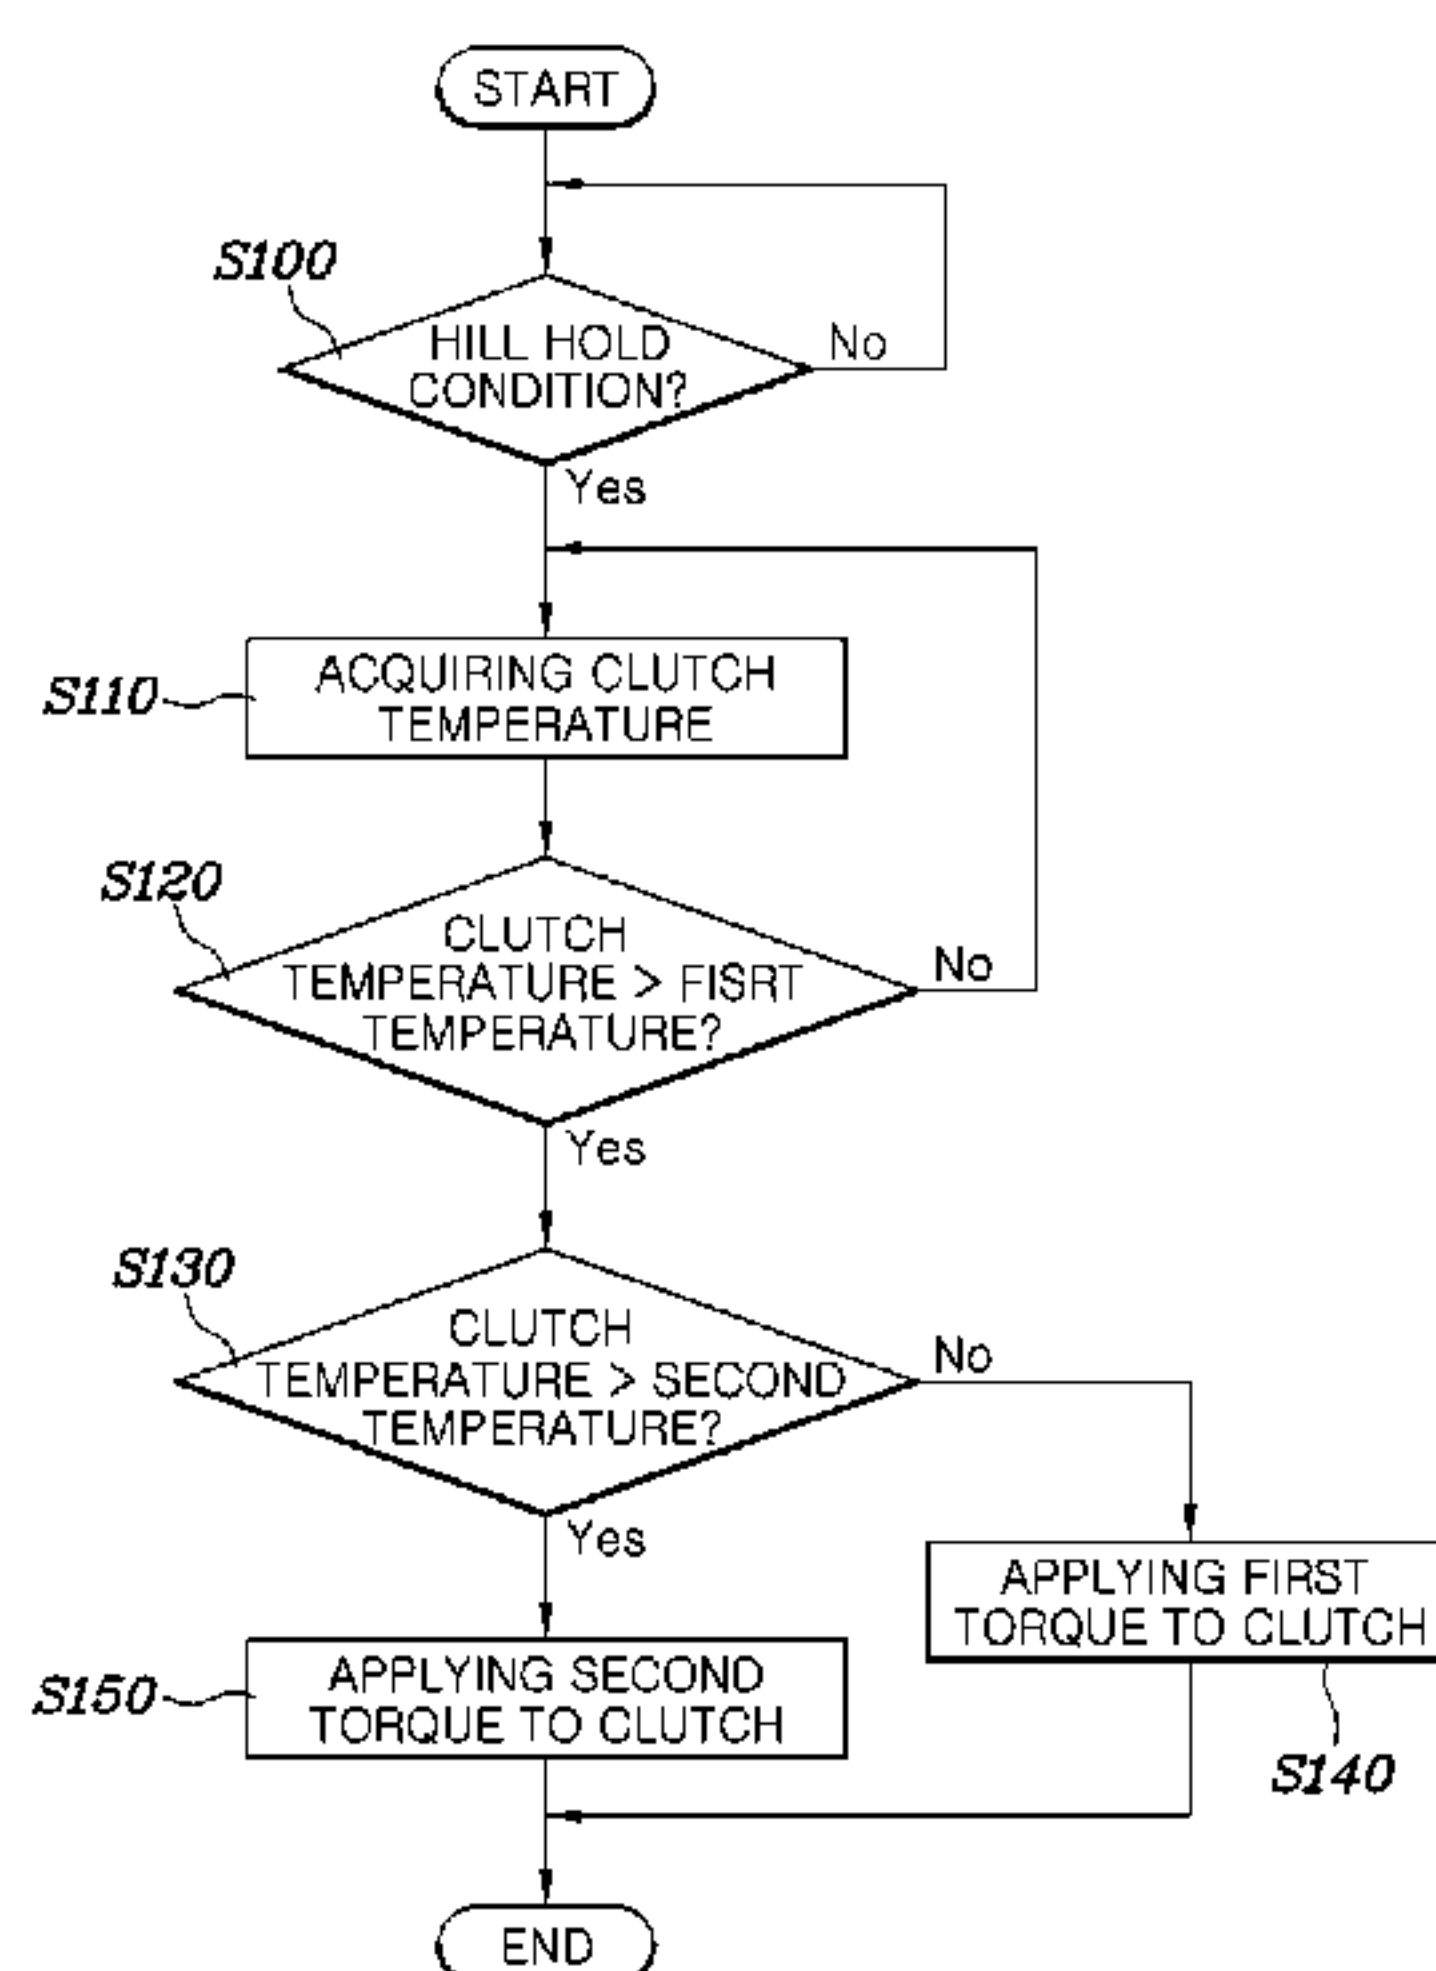 START
S100
HILL HOLD
CONDITION?
No
Yes
S110
ACQUIRING CLUTCH
TEMPERATURE
S120
CLUTCH
TEMPERATURE > FISRT
TEMPERATURE?
No
Yes
S130
CLUTCH
TEMPERATURE > SECOND
TEMPERATURE?
No
Yes
APPLYING FIRST
TORQUE TO CLUTCH
S150
APPLYING SECOND
TORQUE TO CLUTCH
S140
END